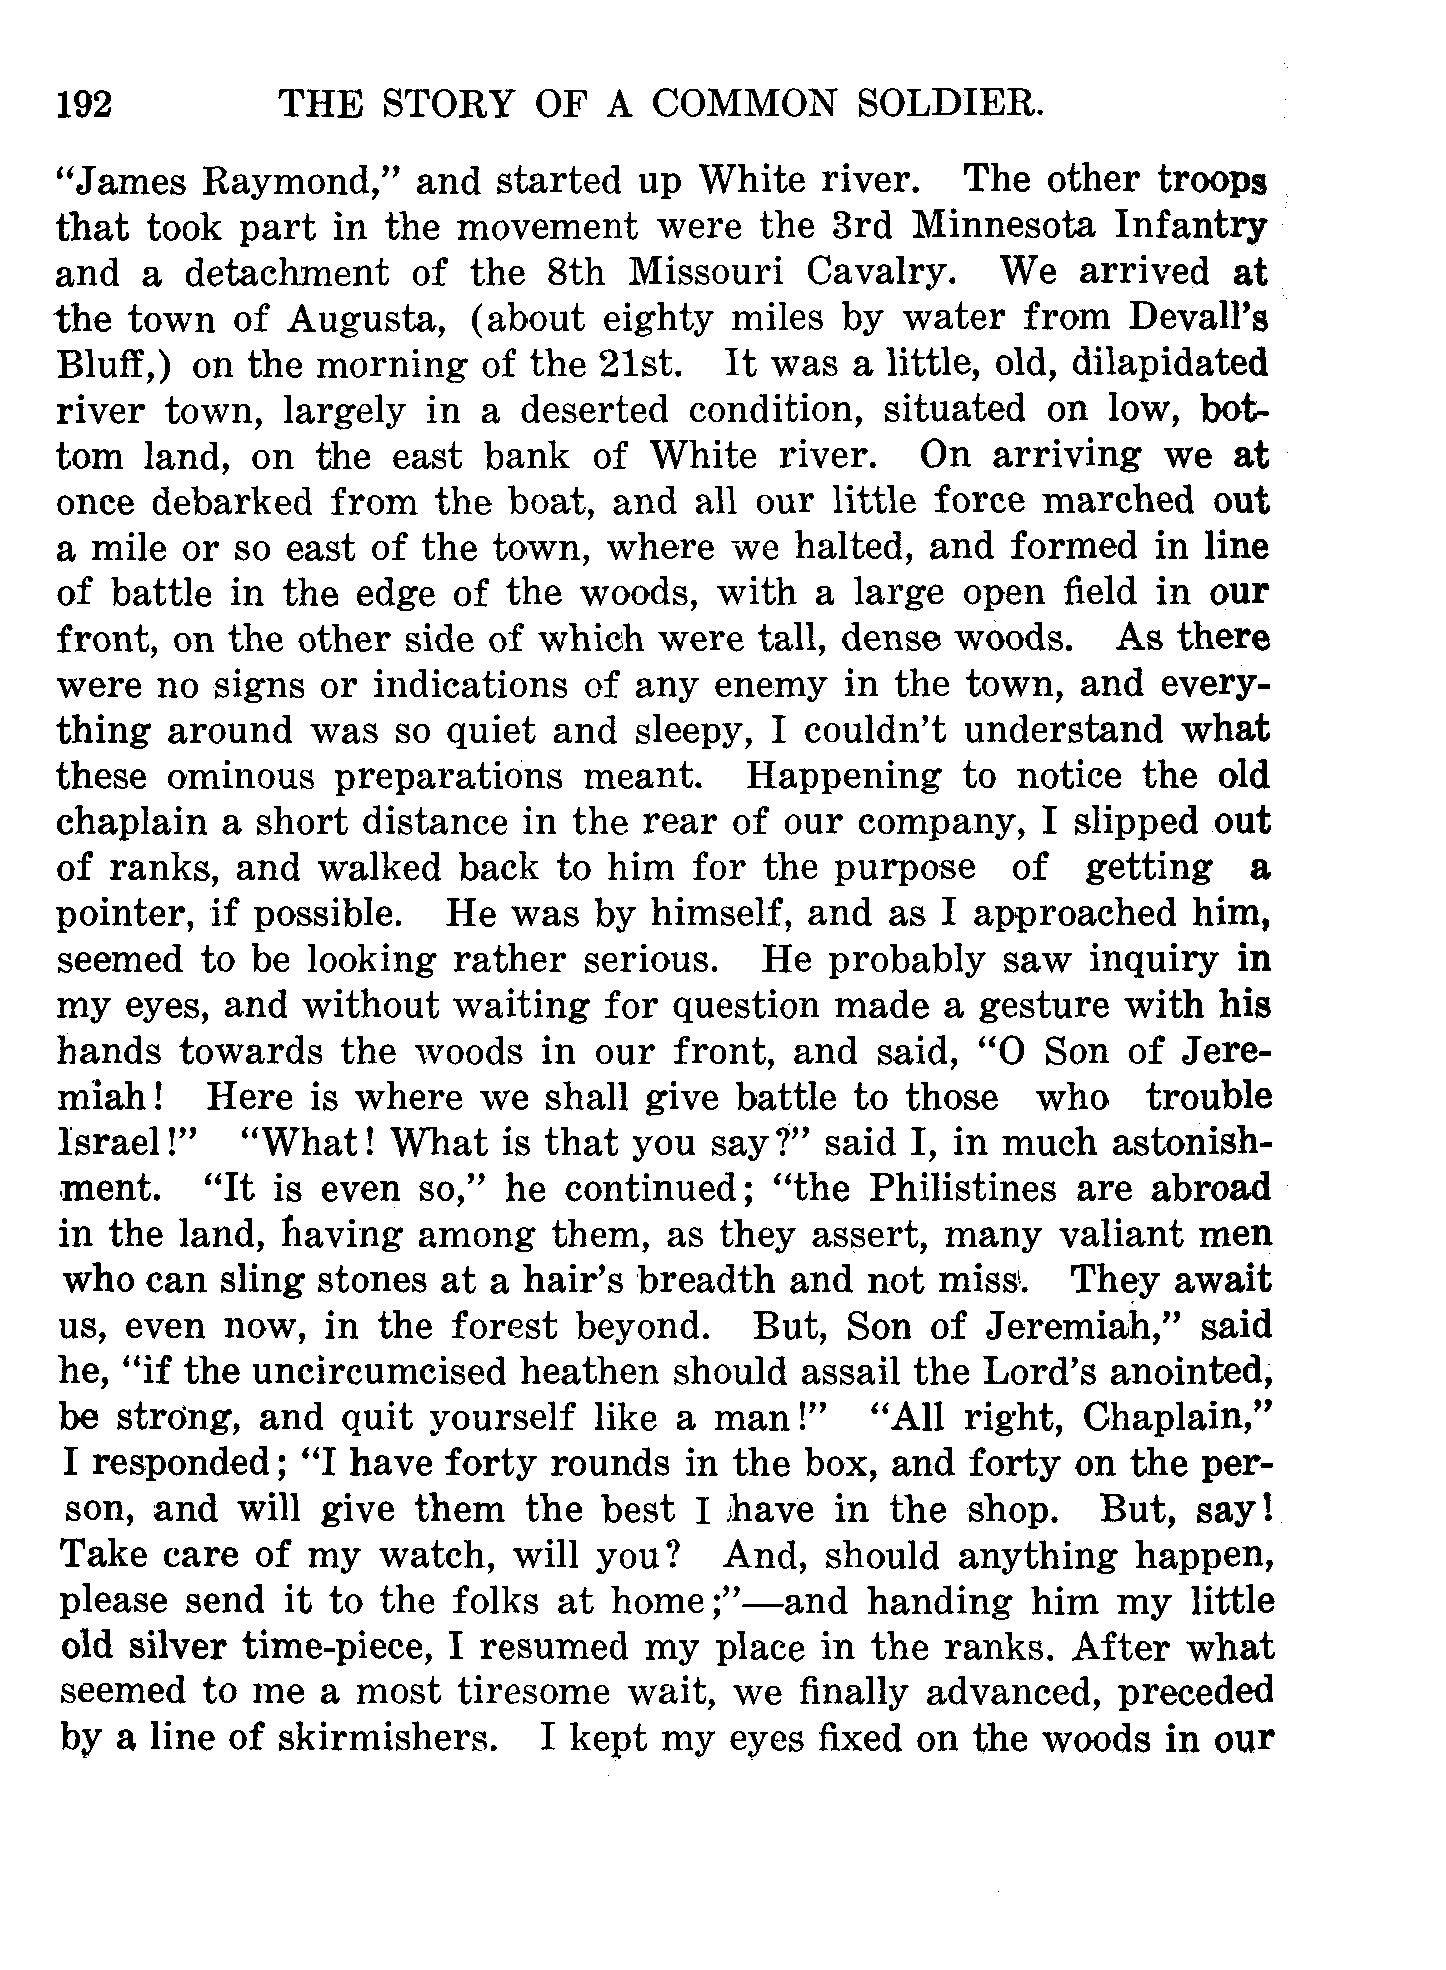 192 THE STORY OF A COMMON SOLDIER.
“James Raymond,” and started up White river. The other troops
that took part in the movement were the 3rd Minnesota Infantry
and a detachment of the 8th Missouri Cavalry. We arrived at
the town of Augusta, (about eighty miles by water from Devall’s
Bluff,) on the morning of the 21st. It was a little, old, dilapidated
river town, largely in a deserted condition, situated on low, bot-
tom land, on the east bank of White river. On arriving we at
once debarked from the boat, and all our little force marched out
a mile or so east of the town, where we halted, and formed in line
of battle in the edge of the woods, with a large open field in our
front, on the other side of which were tall, dense woods. As there
were no signs or indications of any enemy in the town, and every-
thing around was so quiet and sleepy, I couldn’t understand what
these ominous preparations meant. Happening to notice the old
chaplain a short distance in the rear of our company, I slipped out
of ranks, and walked back to him for the purpose of getting a
pointer, if possible. He was by himself, and as I approached him,
seemed to be looking rather serious. He probably saw inquiry in
my eyes, and without waiting for question made a gesture with his
hands towards the woods in our front, and said, “O Son of Jere-
miah! Here is where we shall give battle to those who trouble
Israel!” “What! What is that you say?” said I, in much astonish-
ment. “It is even so,” he continued; “the Philistines are abroad
in the land, having among them, as they assert, many valiant men
who can sling stones at a hair’s breadth and not miss. They await
us, even now, in the forest beyond. But, Son of Jeremiah,” said
he, “if the uncircumcised heathen should assail the Lord’s anointed,
be strong, and quit yourself like a man!” “All right, Chaplain,”
I responded; “I have forty rounds in the box, and forty on the per-
son, and will give them the best I have in the shop. But, say!
Take care of my watch, will you? And, should anything happen,
please send it to the folks at home;”—and handing him my little
old silver time-piece, I resumed my place in the ranks. After what
seemed to me a most tiresome wait, we finally advanced, preceded
by a line of skirmishers. I kept my eyes fixed on the woods in our